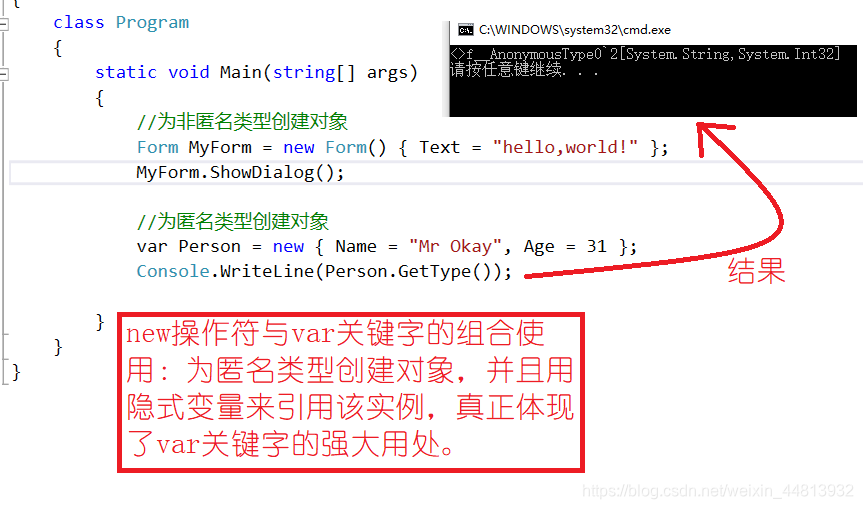 {
class Program
{
static void Main(string[] args)
{
//为非匿名类型创建对象
Form MyForm = new Form() { Text = "hello,world!" };
MyForm.ShowDialog();
//为匿名类型创建对象
var Person = new { Name = "Mr Okay", Age = 31 };
Console.WriteLine(Person.GetType());
}
}
}
C:\WINDOWS\system32\cmd.exe
<>f__AnonymousType0`2[System.String,System.Int32]
请按任意键继续. . .
结果
new操作符与var关键字的组合使
用：为匿名类型创建对象，并且用
隐式变量来引用该实例，真正体现
了var关键字的强大用处。
https://blog.csdn.net/weixin_44813932